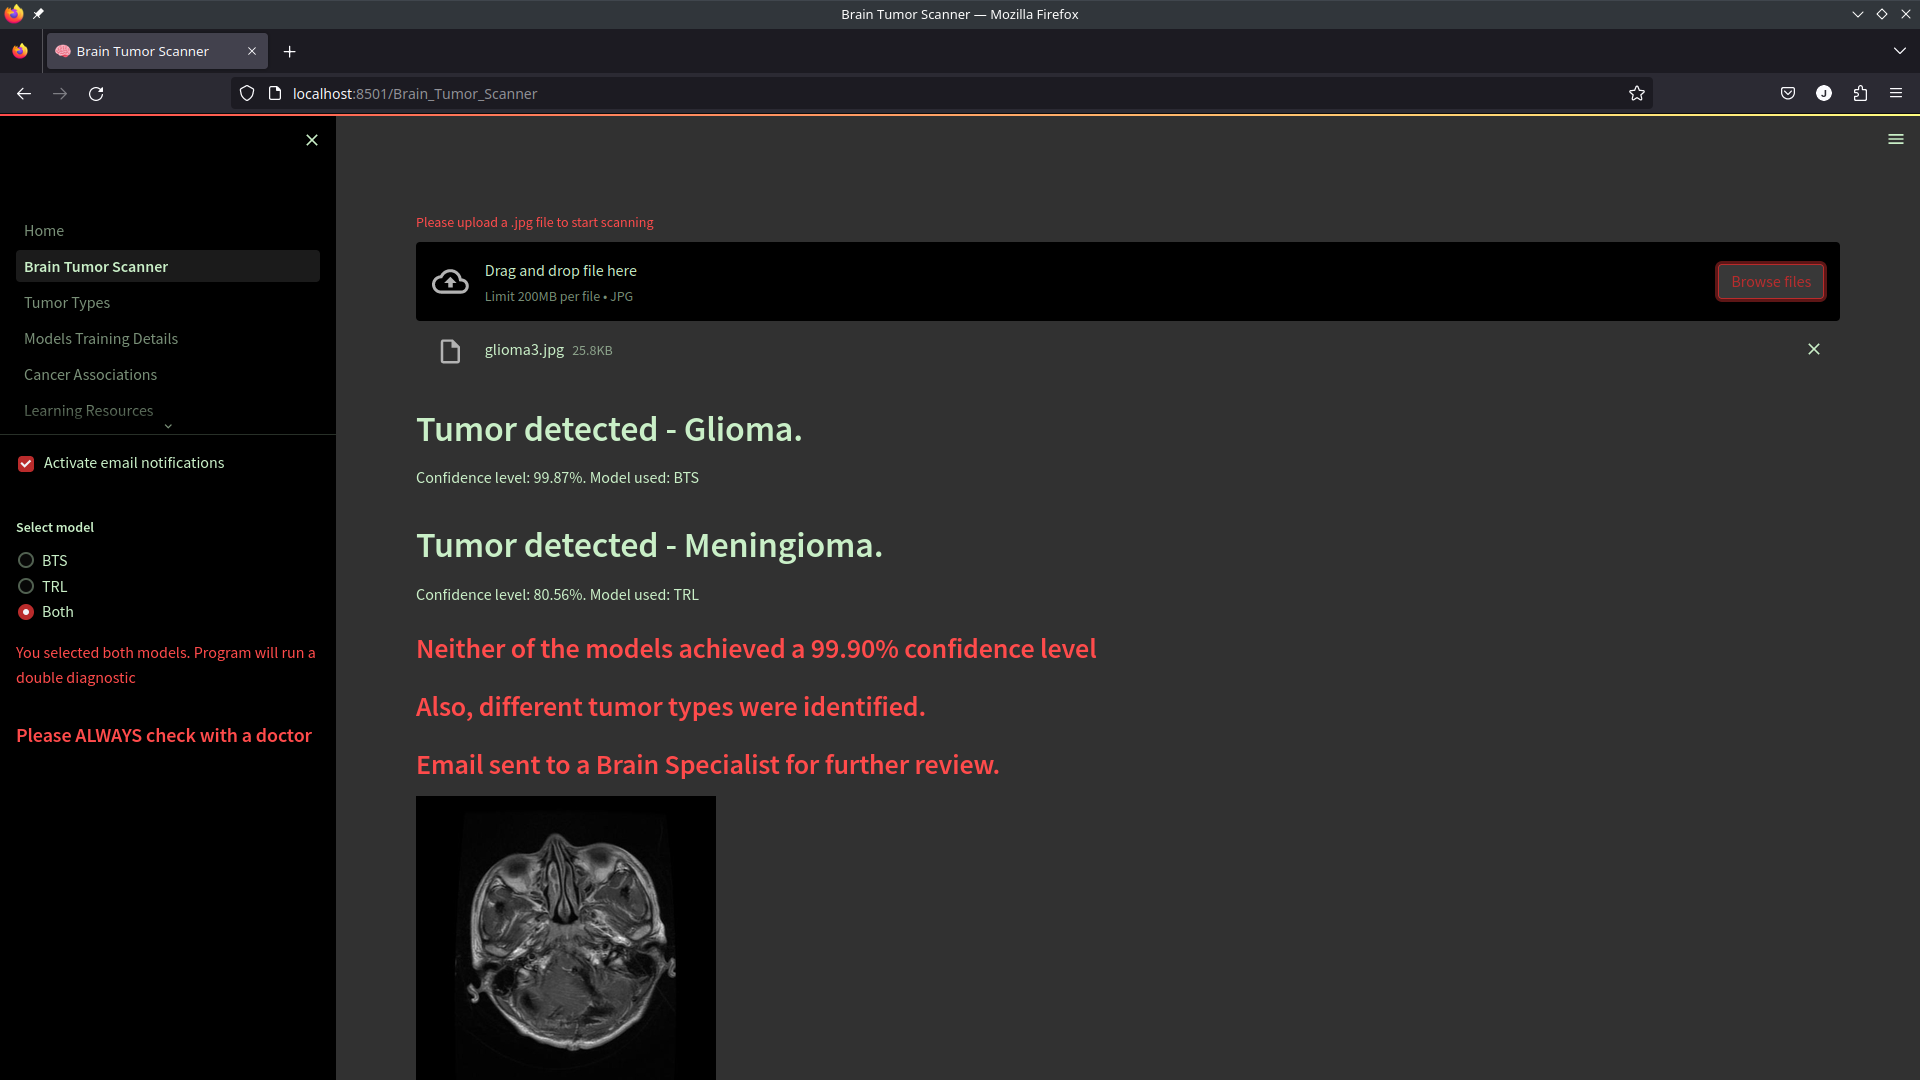 Brain Tumor Scanner — Mozilla Firefox
Brain Tumor Scanner
localhost:8501/Brain_Tumor_Scanner
J
Home
Brain Tumor Scanner
Tumor Types
Models Training Details
Cancer Associations
Learning Resources
Activate email notifications
Select model
BTS
TRL
Both
You selected both models. Program will run a
double diagnostic
Please ALWAYS check with a doctor
Please upload a .jpg file to start scanning
Drag and drop file here
Limit 200MB per file • JPG
Browse files
glioma3.jpg 25.8KB
Tumor detected - Glioma.
Confidence level: 99.87%. Model used: BTS
Tumor detected - Meningioma.
Confidence level: 80.56%. Model used: TRL
Neither of the models achieved a 99.90% confidence level
Also, different tumor types were identified.
Email sent to a Brain Specialist for further review.